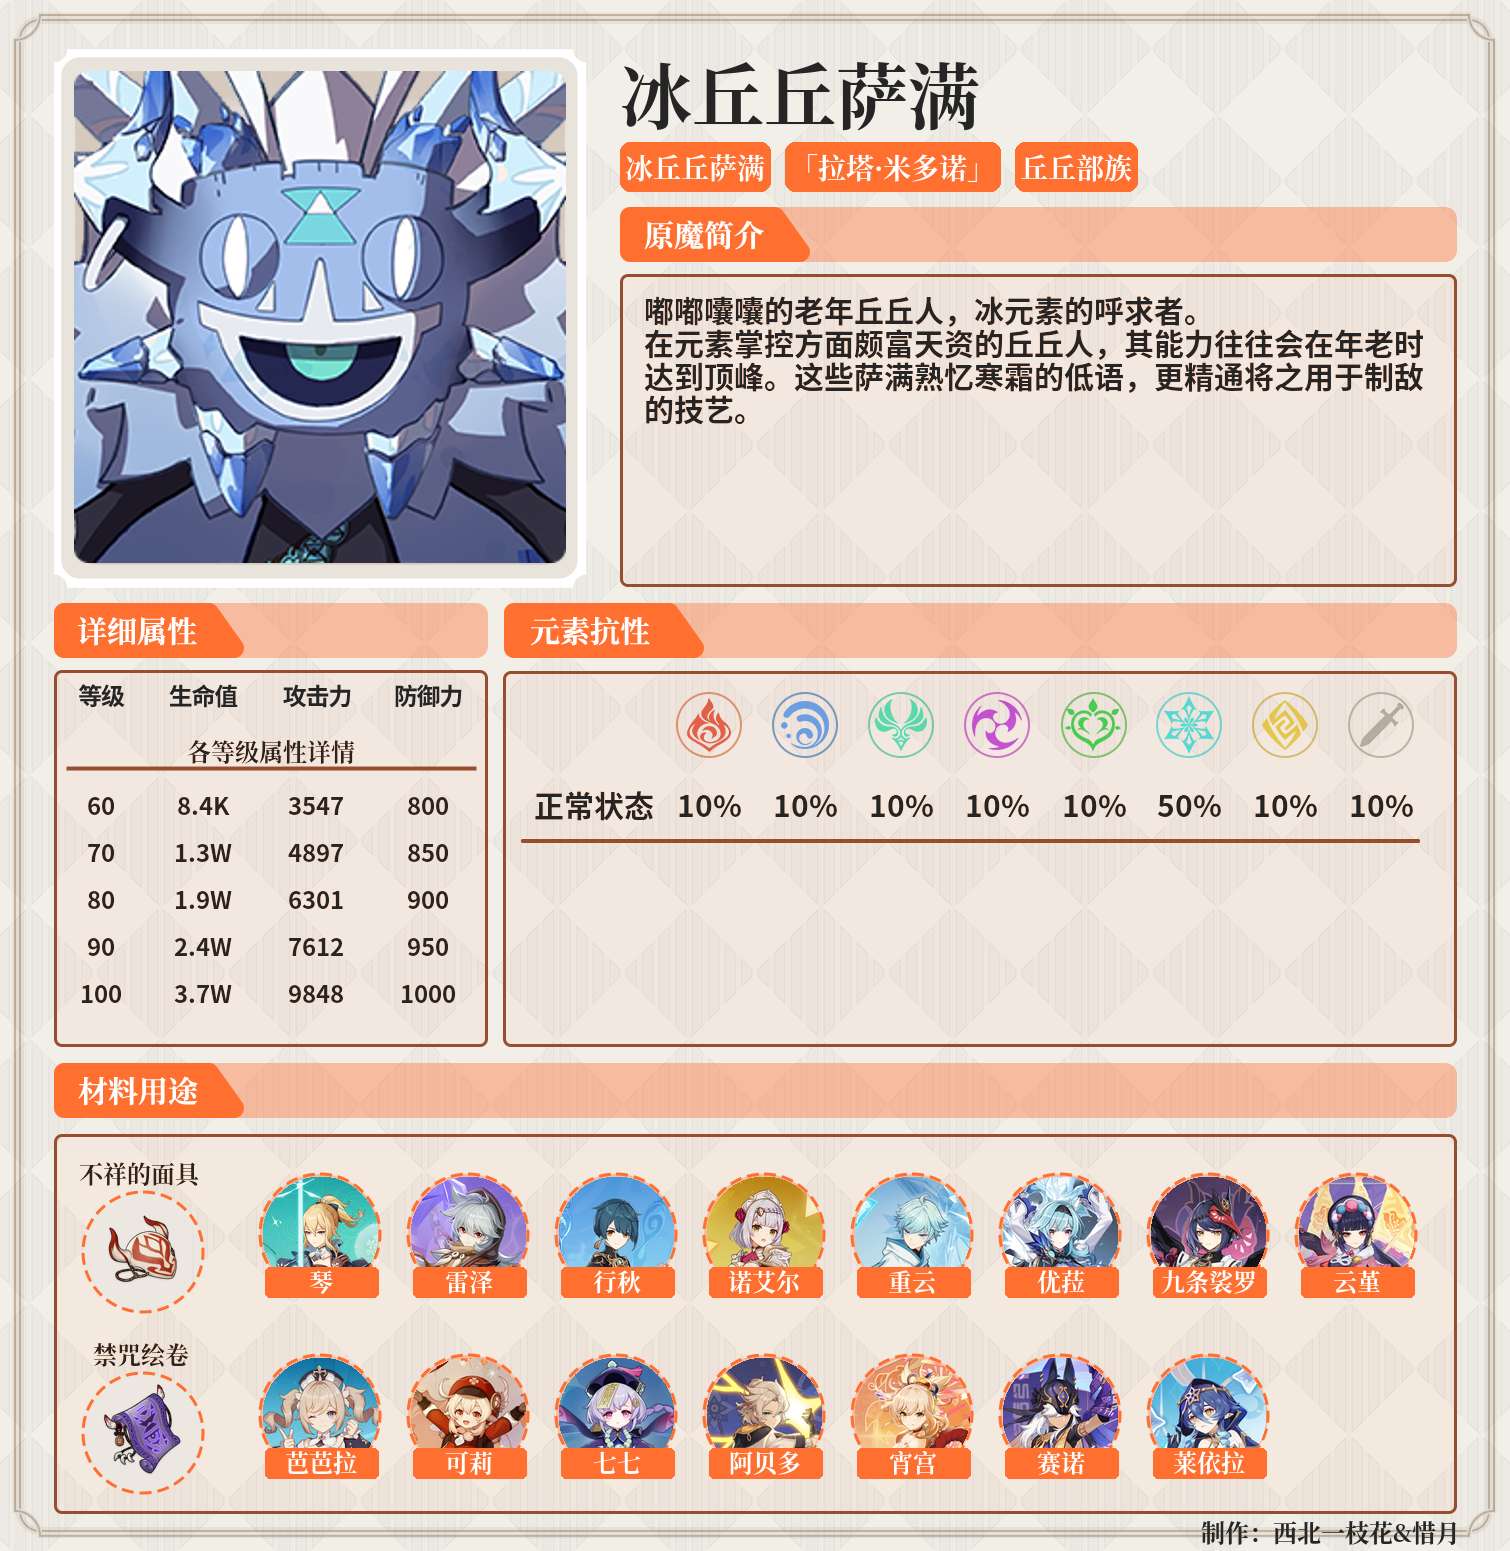 冰丘丘萨满
冰丘丘萨满 「拉塔·米多诺」 丘丘部族
原魔简介
嘟嘟囔囔的老年丘丘人，冰元素的呼求者。
在元素掌控方面颇富天资的丘丘人，其能力往往会在年老时
达到顶峰。这些萨满熟忆寒霜的低语，更精通将之用于制敌
的技艺。
详细属性
等级 生命值 攻击力 防御力
各等级属性详情
60 8.4K 3547 800
70 1.3W 4897 850
80 1.9W 6301 900
90 2.4W 7612 950
100 3.7W 9848 1000
元素抗性
正常状态 10% 10% 10% 10% 10% 50% 10% 10%
材料用途
不祥的面具
琴 雷泽 行秋 诺艾尔 重云 优菈 九条裟罗 云堇
禁咒绘卷
芭芭拉 可莉 七七 阿贝多 宵宫 赛诺 莱依拉
制作：西北一枝花&惜月